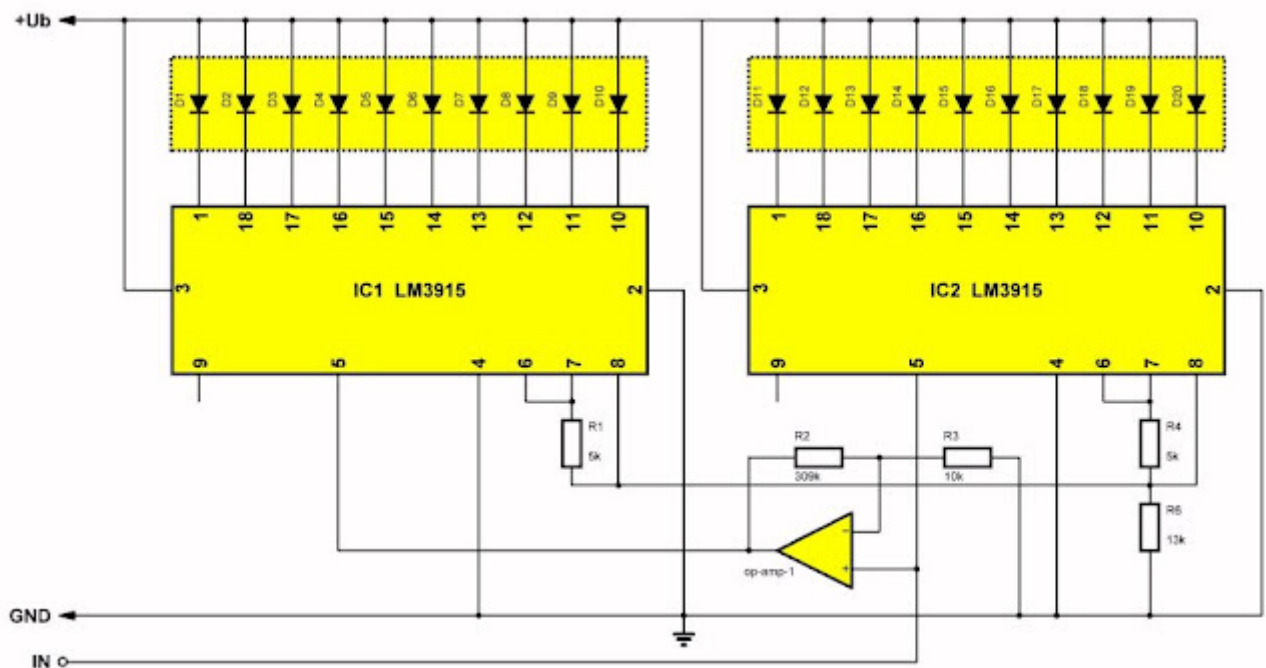 +Ub
D1 D2 D3 D4 D5 D6 D7 D8 D9 D10
D11 D12 D13 D14 D15 D16 D17 D18 D19 D20
1 18 17 16 15 14 13 12 11 10
1 18 17 16 15 14 13 12 11 10
3 IC1 LM3915 2
3 IC2 LM3915 2
9 5 4 6 7 8
9 5 4 6 7 8
R1
5k
R2
309k
R3
10k
R4
5k
R6
13k
op-amp-1
-
+
GND
IN